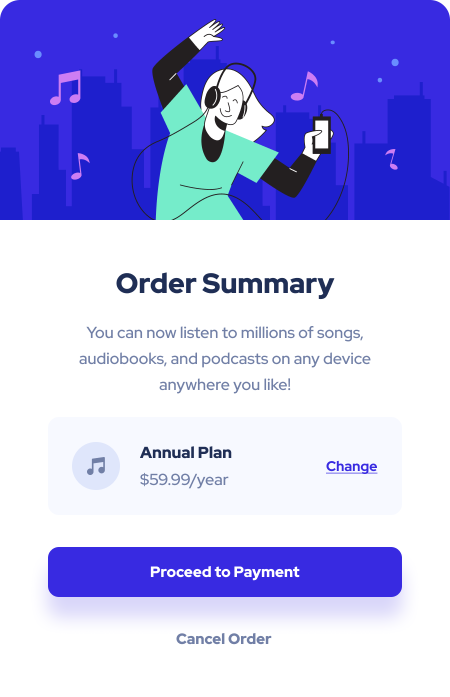 Order Summary
You can now listen to millions of songs,
audiobooks, and podcasts on any device
anywhere you like!
Annual Plan
$59.99/year
Change
Proceed to Payment
Cancel Order